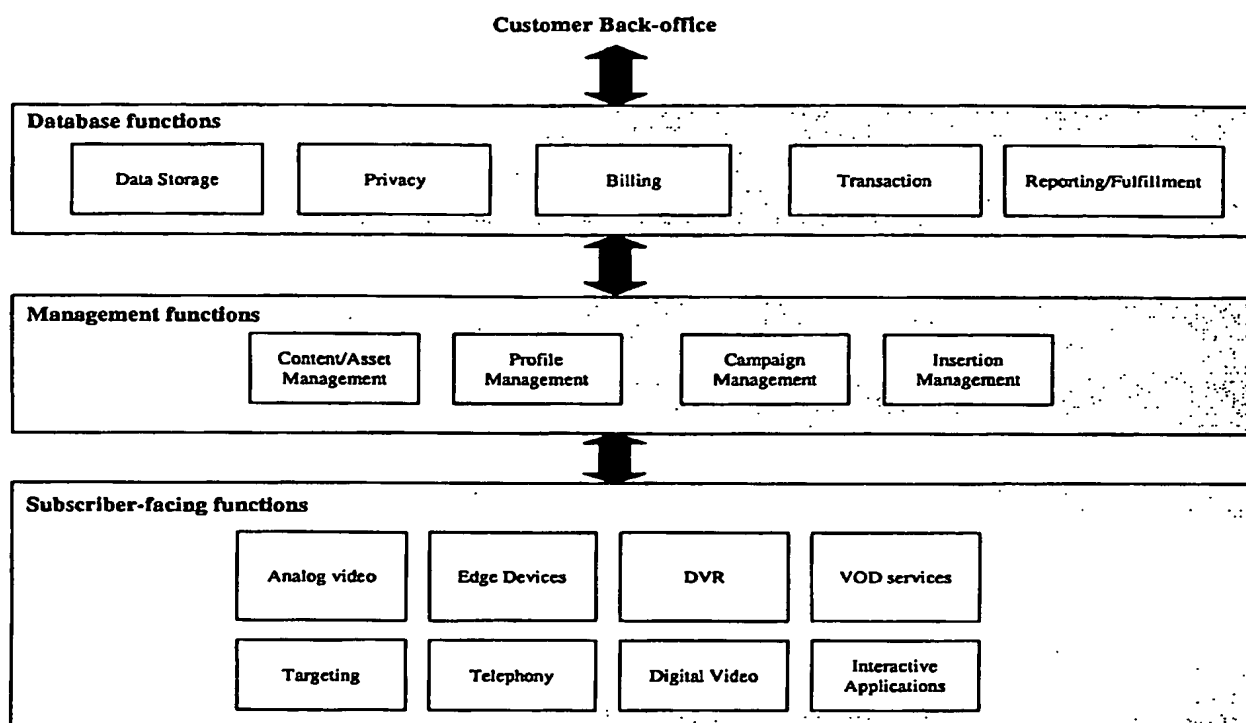 Customer Back-office
Database functions
Data Storage
Privacy
Billing
Transaction
Reporting/Fulfillment
Management functions
Content/Asset
Management
Profile
Management
Campaign
Management
Insertion
Management
Subscriber-facing functions
Analog video
Edge Devices
DVR
VOD services
Targeting
Telephony
Digital Video
Interactive
Applications